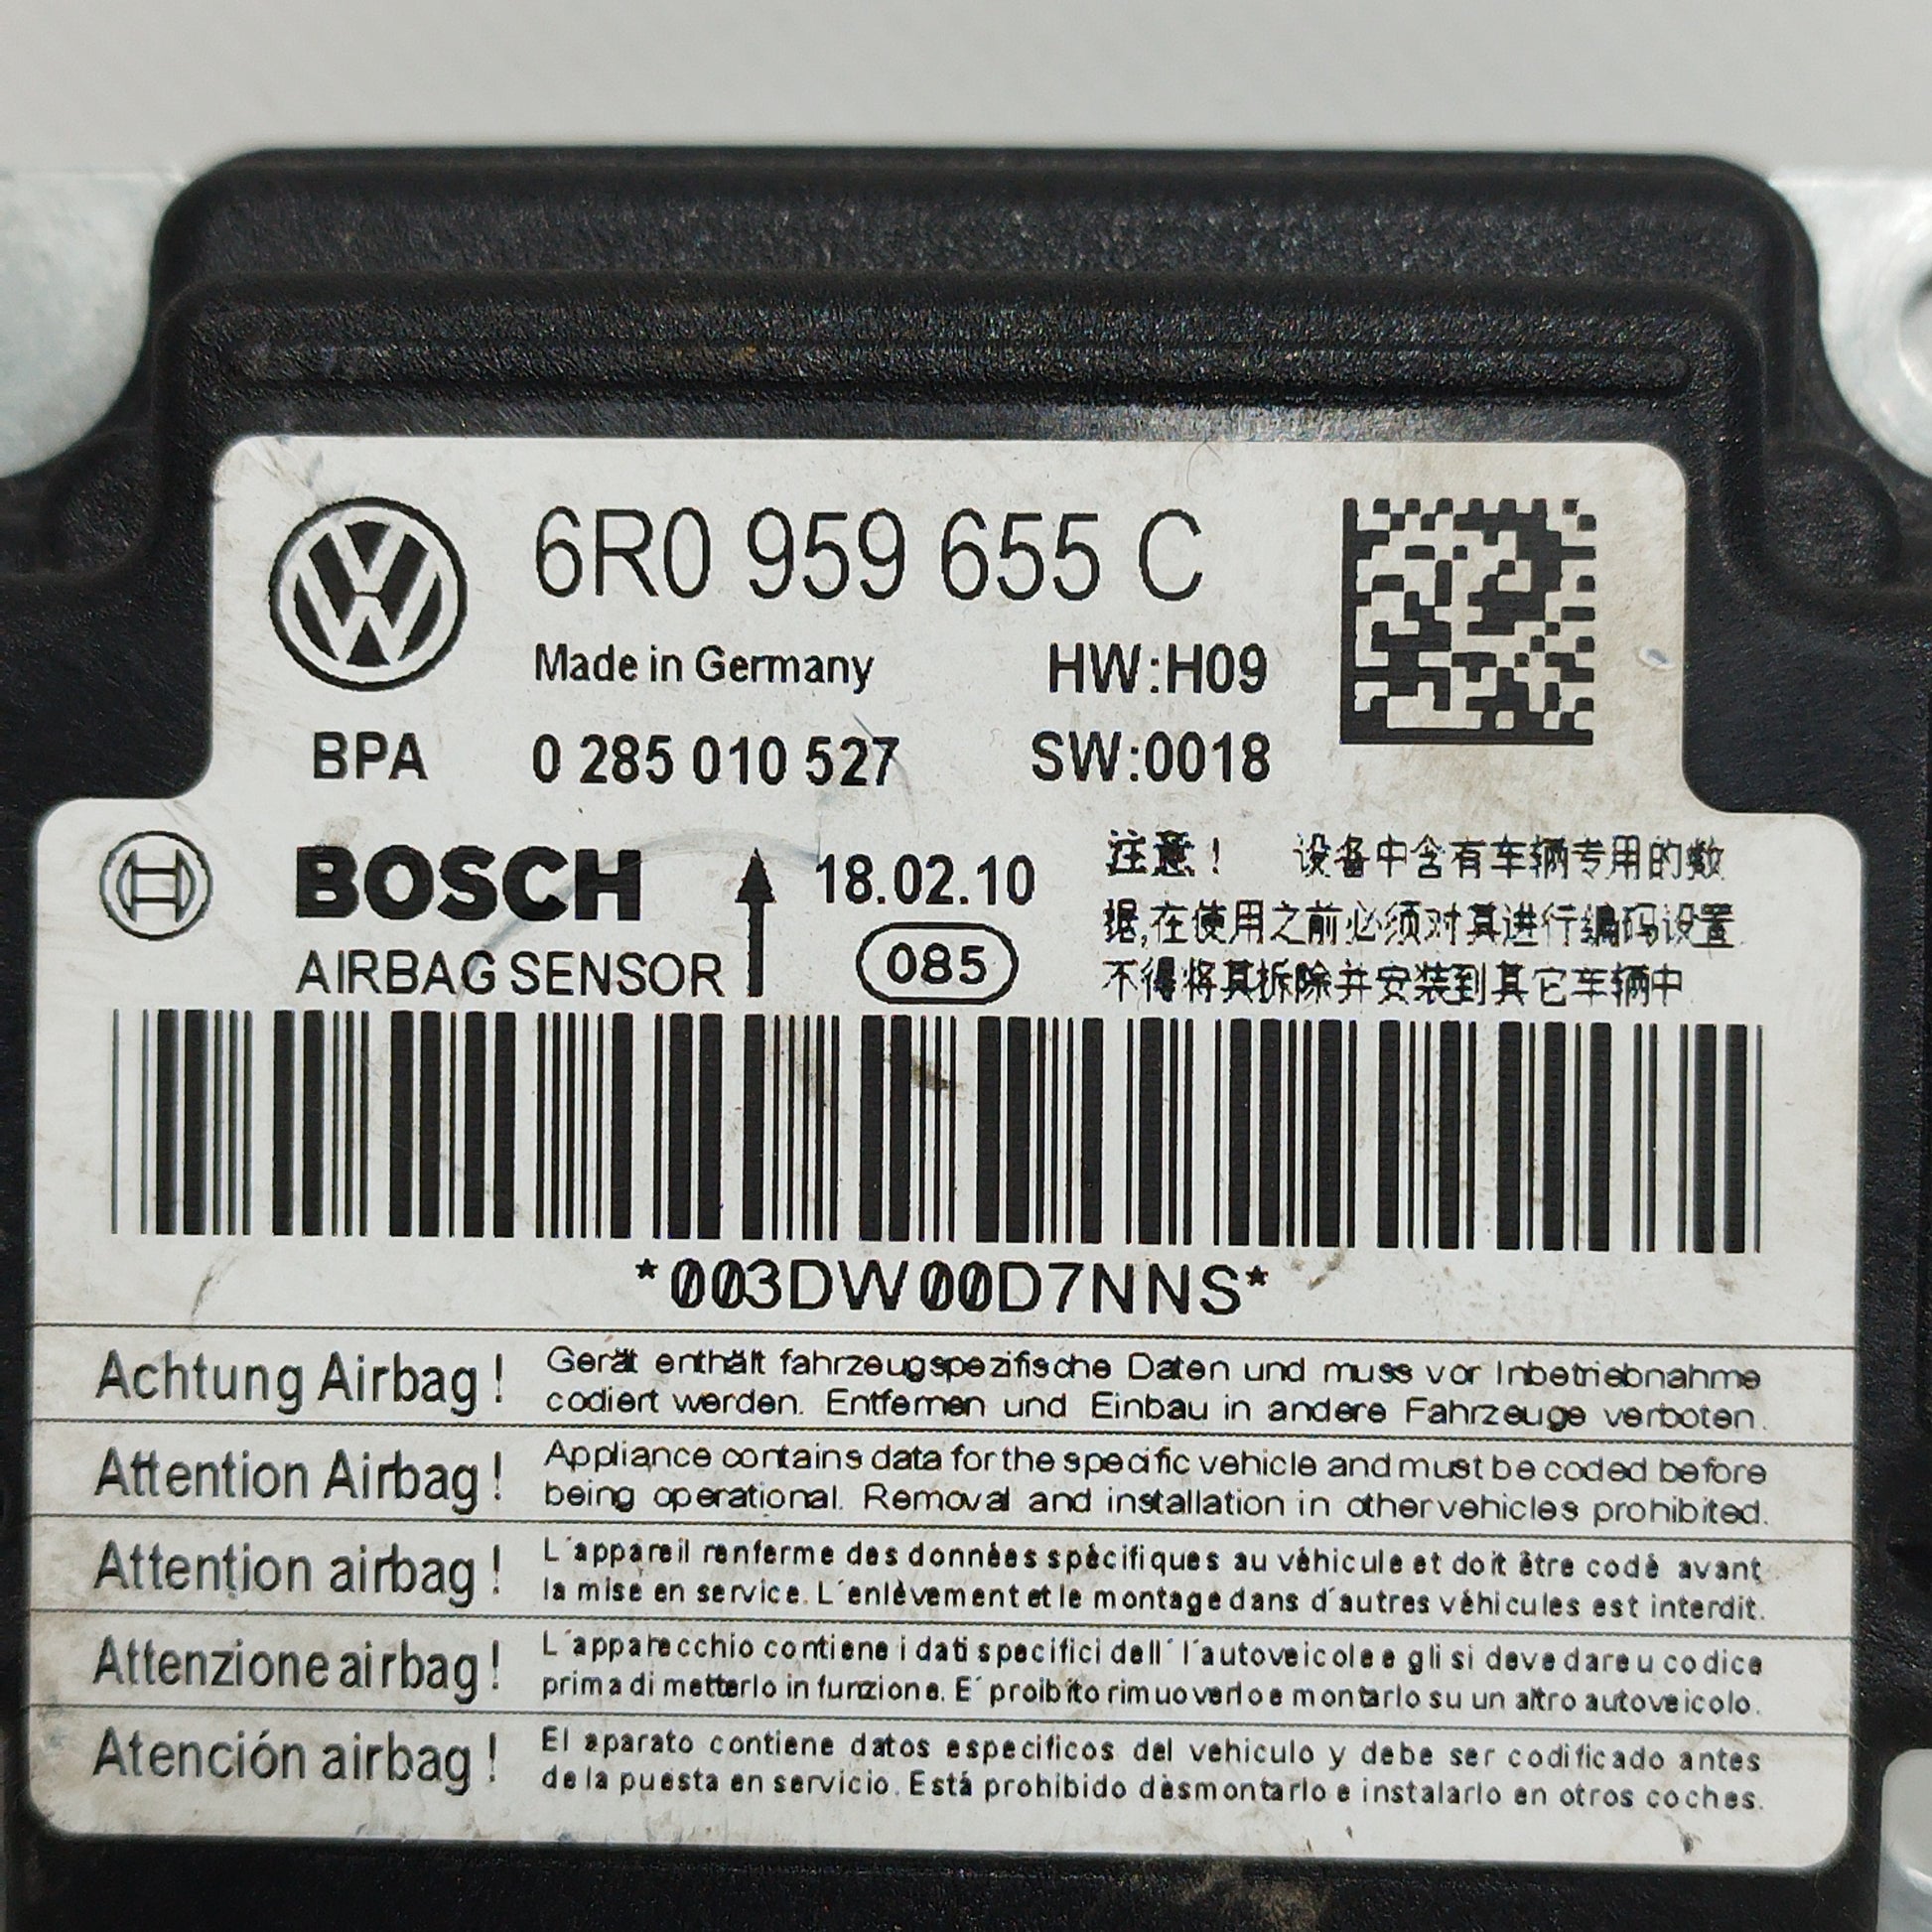 6R0 959 655 C
Made in Germany HW:H09
BPA 0 285 010 527 SW:0018
BOSCH 18.02.10
AIRBAG SENSOR 085
注意！ 设备中含有车辆专用的数
据,在使用之前必须对其进行编码设置
不得将其拆除并安装到其它车辆中
*003DW00D7NNS*
Achtung Airbag! Gerät enthält fahrzeugspezifische Daten und muss vor Inbetriebnahme
codiert werden. Entfernen und Einbau in andere Fahrzeuge verboten.
Attention Airbag! Appliance contains data for the specific vehicle and must be coded before
being operational. Removal and installation in other vehicles prohibited.
Attention airbag! L´appareil renferme des donnèes spècifiques au vèhicule et doit être codè avant
la mise en service. L´enlèvement et le montage dans d´autres vèhicules est interdit.
Attenzione airbag! L´apparecchio contiene i dati specifici dell´ l´autoveicolo e gli si deve dare u codice
prima di metterlo in funzione. E´ proibito rimuoverlo e montarlo su un altro autoveicolo.
Atención airbag! El aparato contiene datos especificos del vehiculo y debe ser codificado antes
de la puesta en servicio. Está prohibido dèsmontarlo e instalarlo en otros coches.